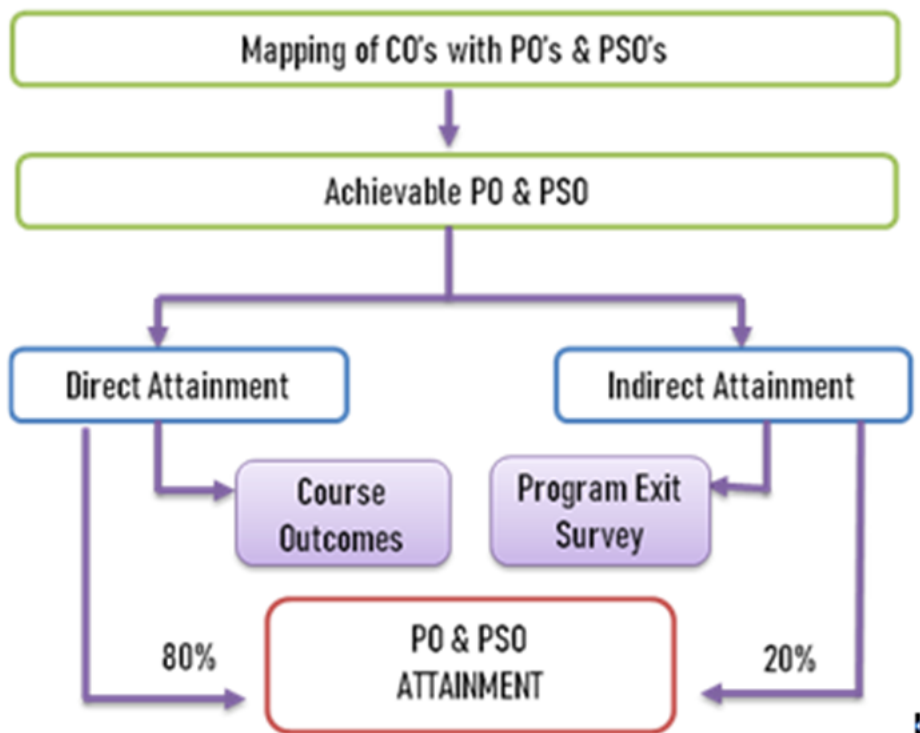 Mapping of CO's with PO's & PSO's
Achievable PO & PSO
Direct Attainment
Indirect Attainment
Course
Outcomes
Program Exit
Survey
80%
PO & PSO
ATTAINMENT
20%